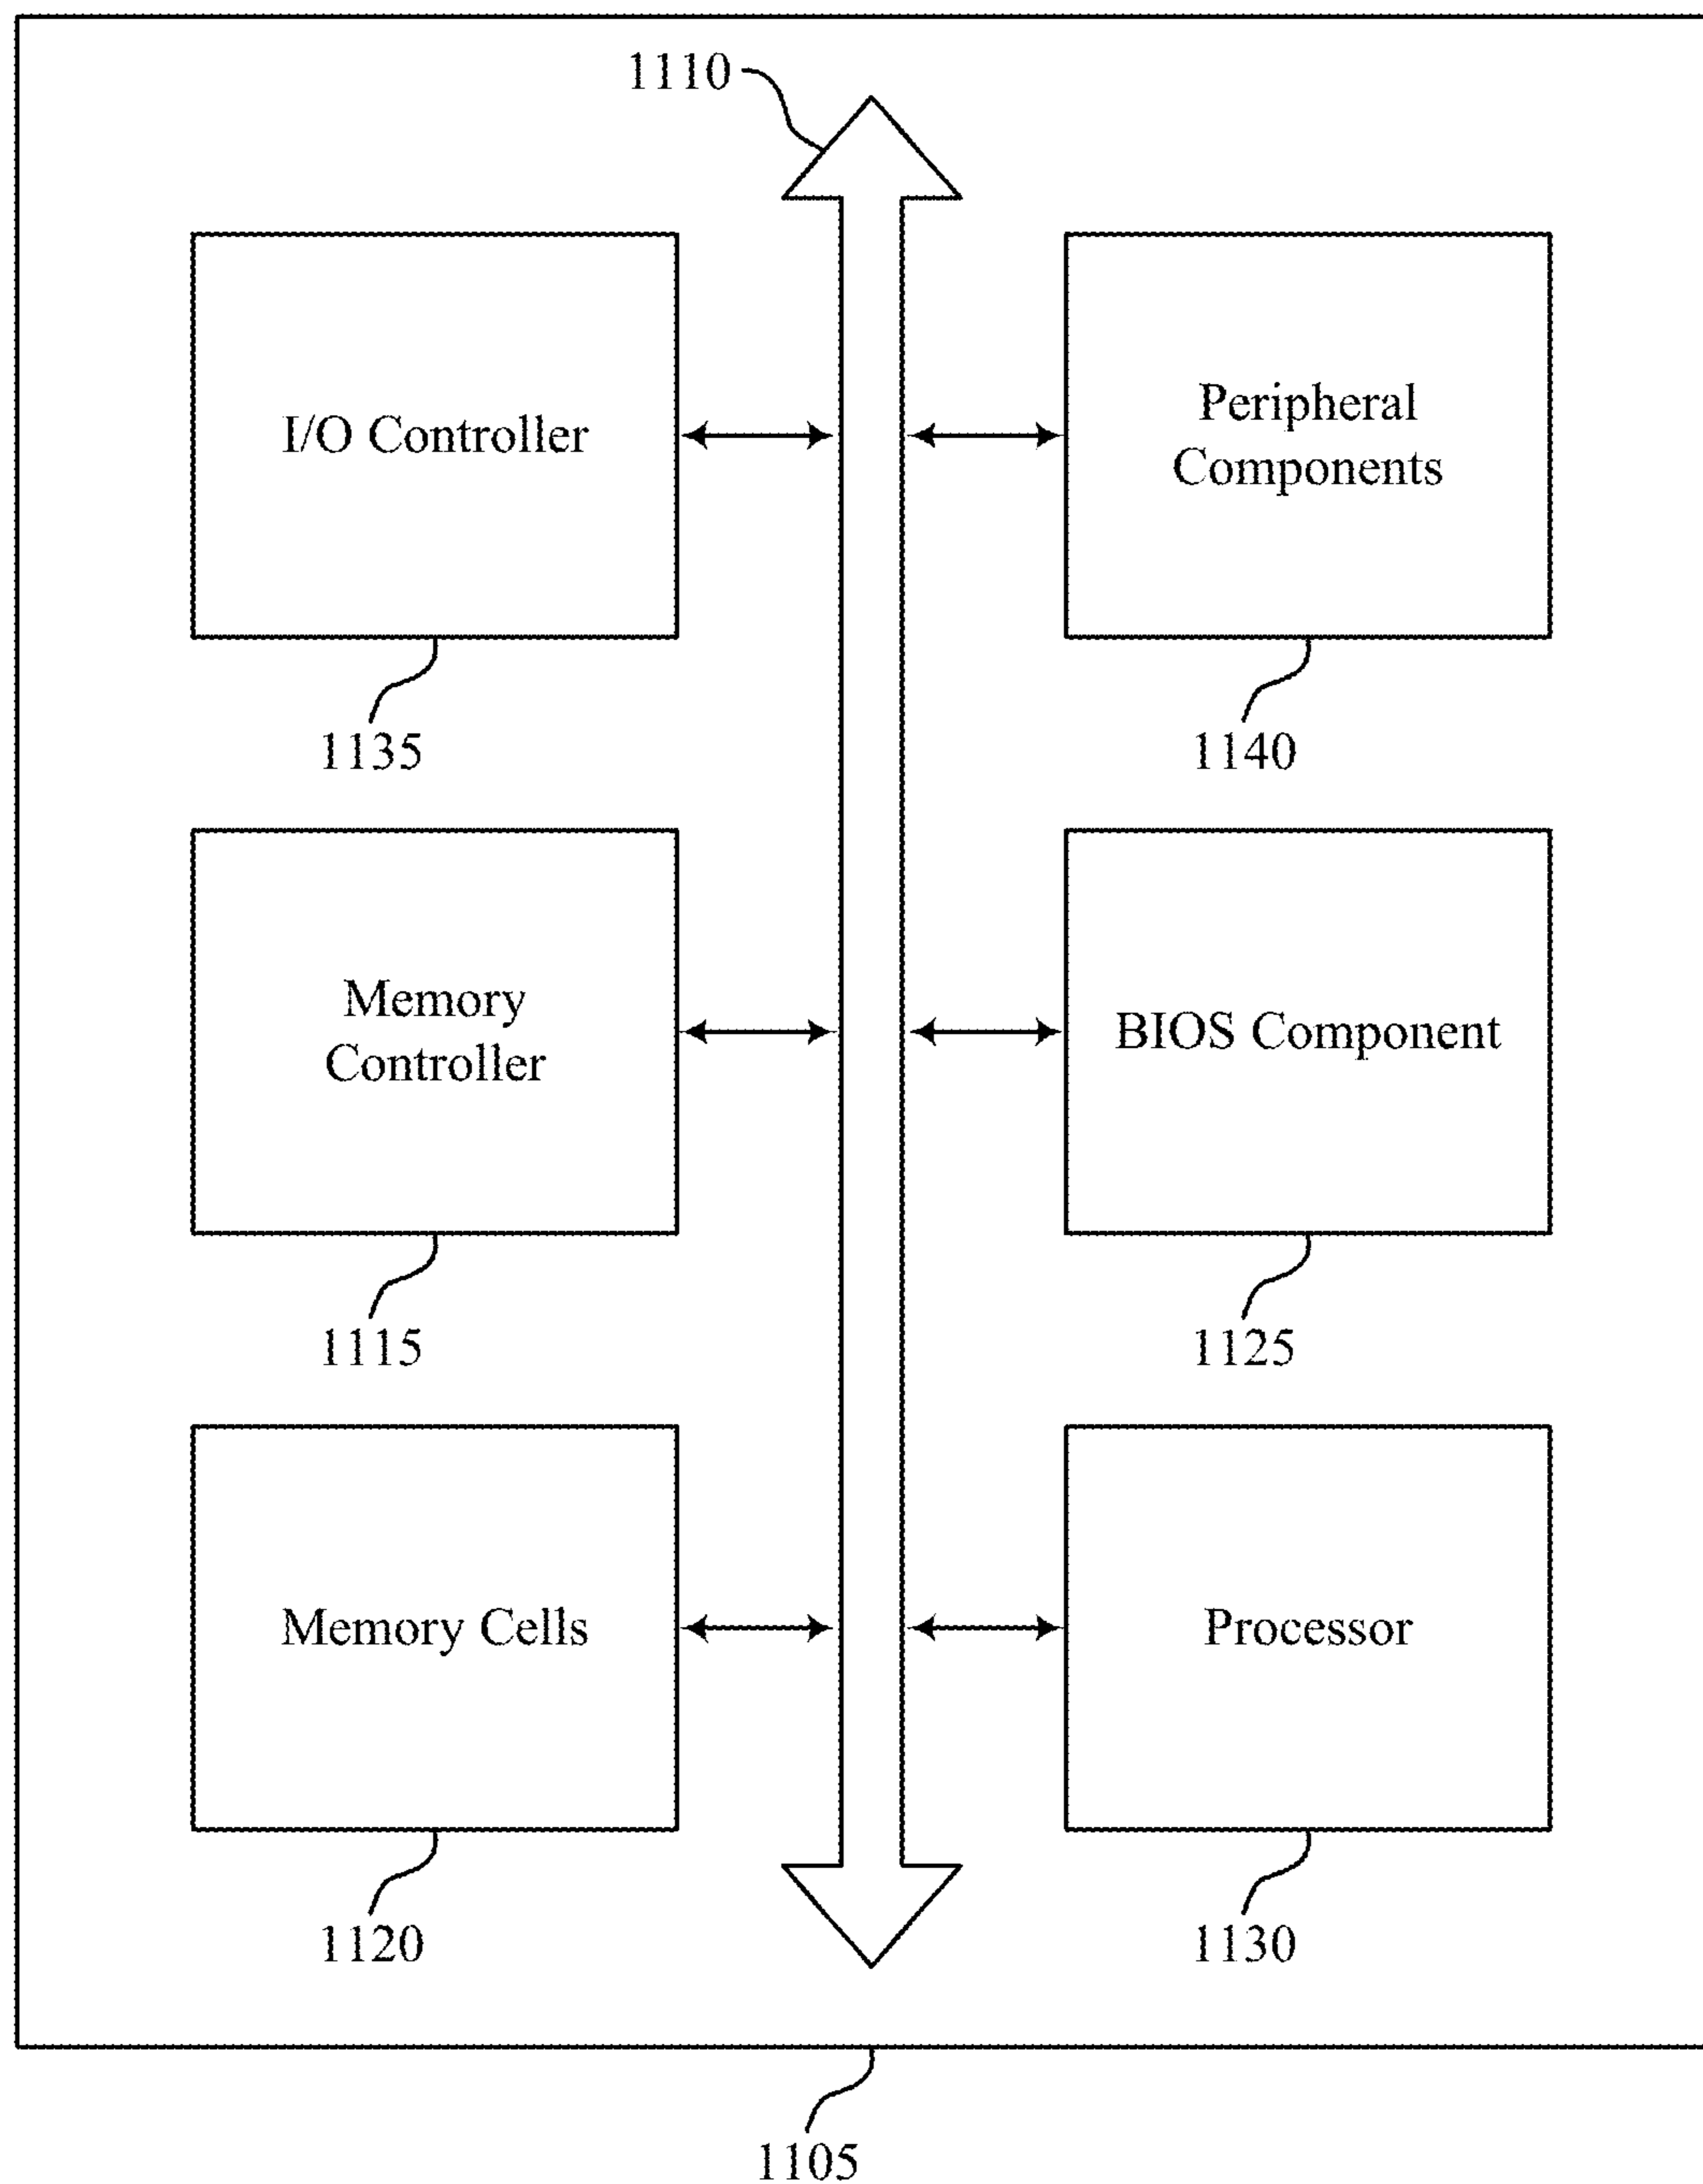 1110
I/O Controller
Peripheral
Components
1135
1140
Memory
Controller
BIOS Component
1115
1125
Memory Cells
Processor
1120
1130
1105